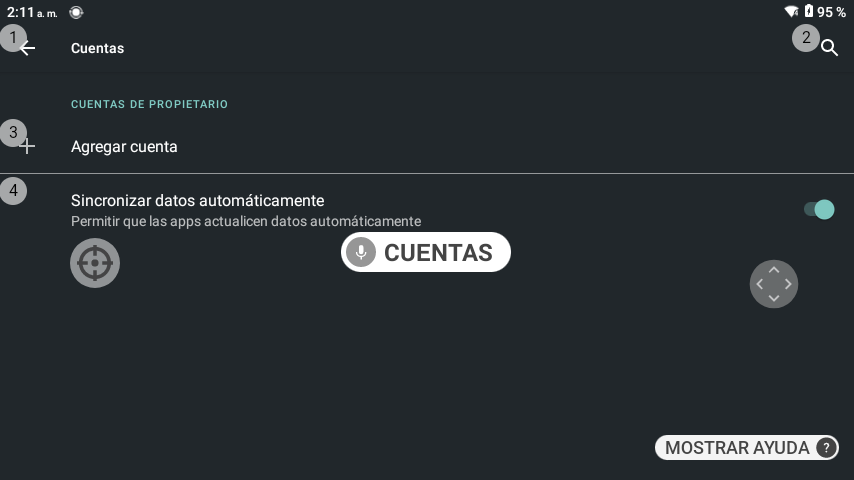 2:11 a. m.
95 %
1
Cuentas
2
CUENTAS DE PROPIETARIO
3
Agregar cuenta
4
Sincronizar datos automáticamente
Permitir que las apps actualicen datos automáticamente
CUENTAS
MOSTRAR AYUDA ?